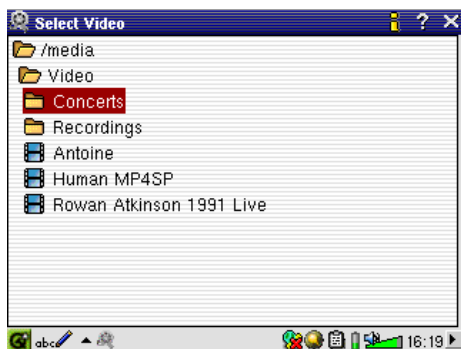 Select Video
? ×
/media
Video
Concerts
Recordings
Antoine
Human MP4SP
Rowan Atkinson 1991 Live
abc 16:19